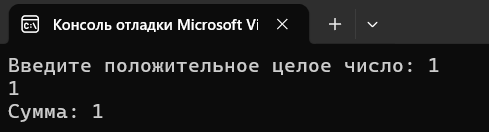 Консоль отладки Microsoft Vi
Введите положительное целое число: 1
1
Сумма: 1